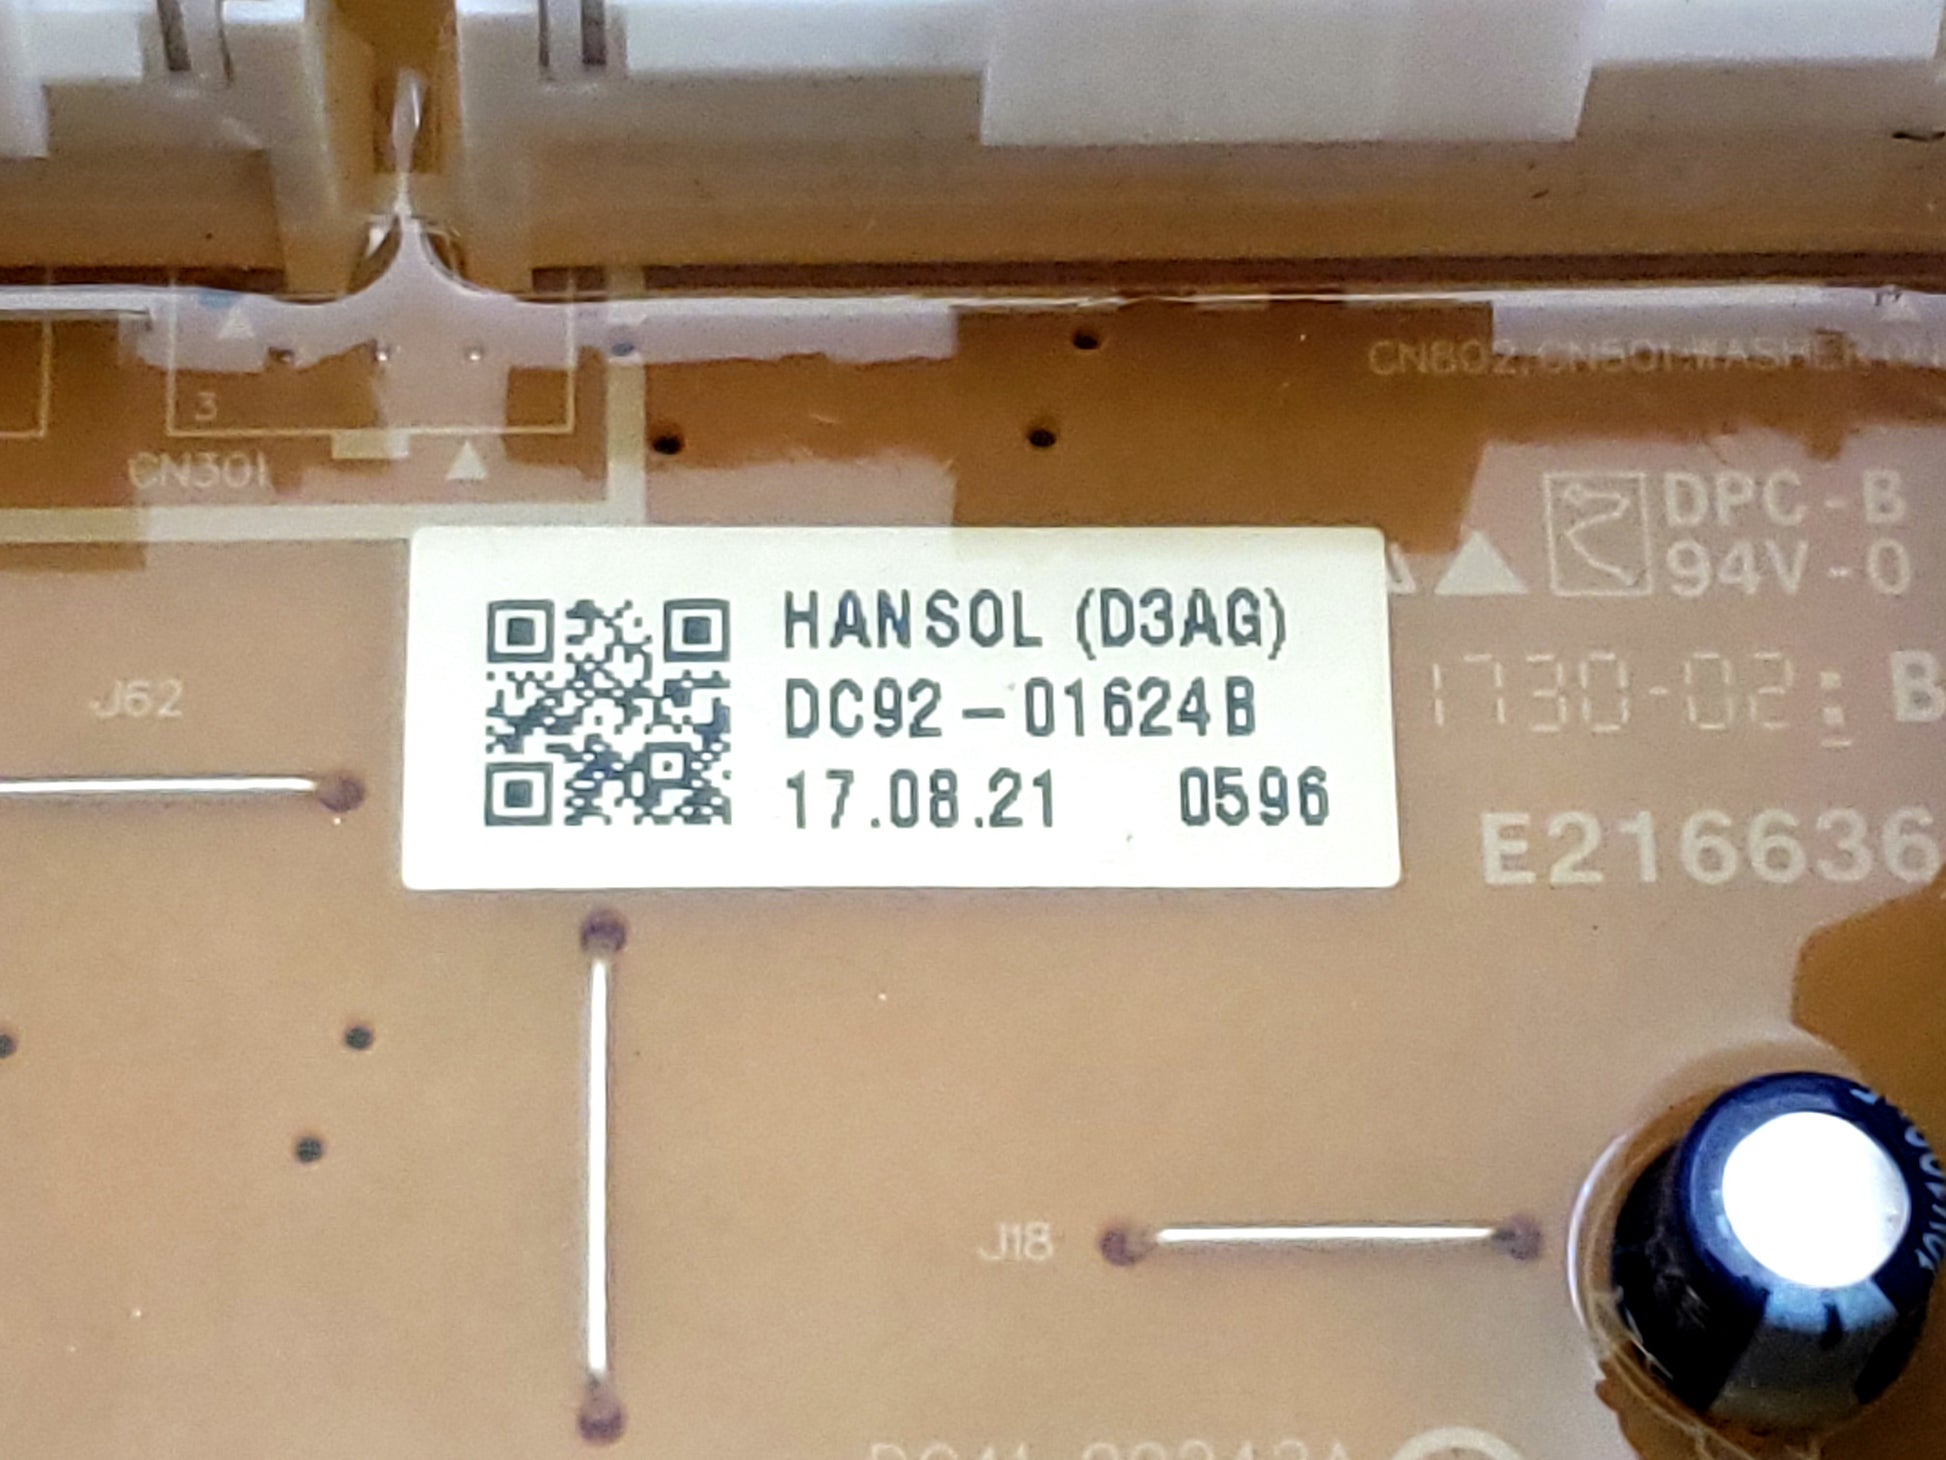 3
CN301
CN802, CN501:WASHER
DPC-B
94V-0
1730-02: B
HANSOL (D3AG)
DC92-01624B
17.08.21 0596
E216636
J62
J18